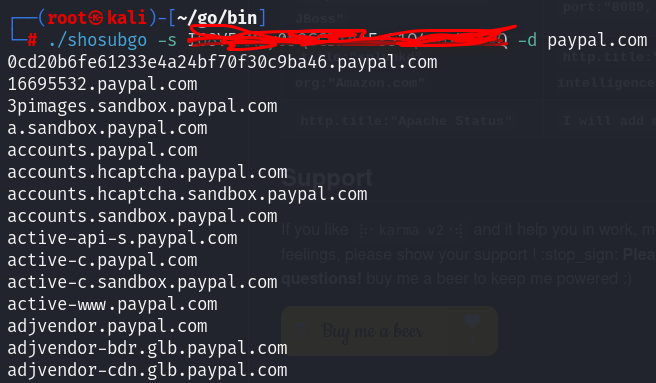 (root㉿kali)-[~/go/bin]
# ./shosubgo -s -d paypal.com
0cd20b6fe61233e4a24bf70f30c9ba46.paypal.com
16695532.paypal.com
3pimages.sandbox.paypal.com
a.sandbox.paypal.com
accounts.paypal.com
accounts.hcaptcha.paypal.com
accounts.hcaptcha.sandbox.paypal.com
accounts.sandbox.paypal.com
active-api-s.paypal.com
active-c.paypal.com
active-c.sandbox.paypal.com
active-www.paypal.com
adjvendor.paypal.com
adjvendor-bdr.glb.paypal.com
adjvendor-cdn.glb.paypal.com
JBoss"
port:"8009,
http.title:"
org:"Amazon.com"
intelligence
http.title:"Apache Status"
I will add
Support
If you like karma v2 and it help you in work, m
feelings, please show your support ! :stop_sign: Plea
questions! buy me a beer to keep me powered :)
Buy me a beer